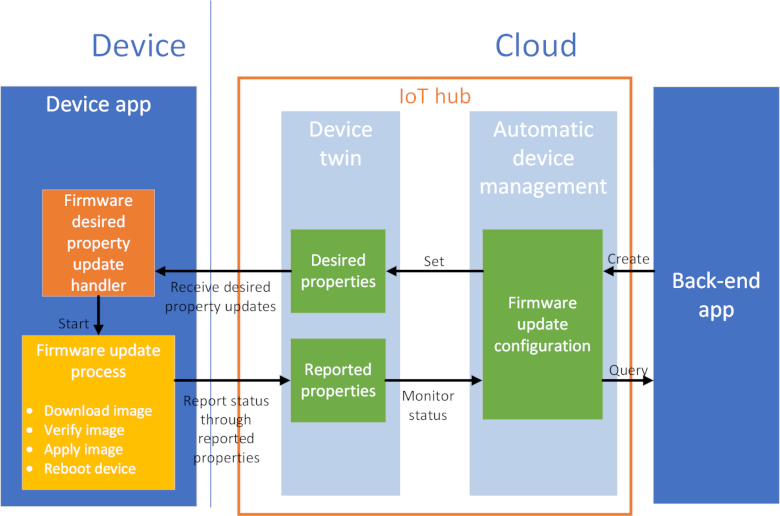 Device
Cloud
Device app
IoT hub
Device
twin
Automatic
device
management
Firmware
desired
property
update
handler
Desired
properties
Set
Create
Receive desired
property updates
Back-end
app
Firmware
update
configuration
Start
Firmware update
process
Reported
properties
Query
• Download image
• Verify image
• Apply image
• Reboot device
Report status
through
reported
properties
Monitor
status